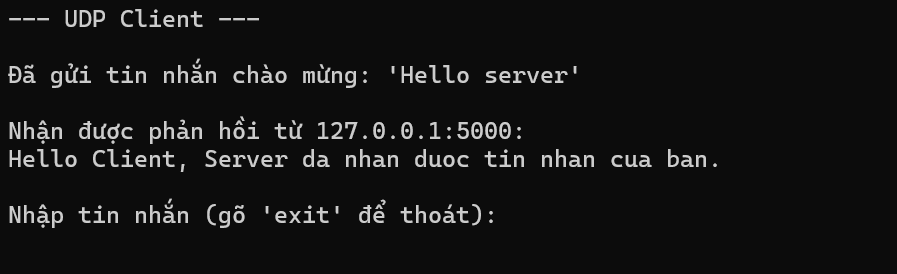 --- UDP Client ---
Đã gửi tin nhắn chào mừng: 'Hello server'
Nhận được phản hồi từ 127.0.0.1:5000:
Hello Client, Server da nhan duoc tin nhan cua ban.
Nhập tin nhắn (gõ 'exit' để thoát):